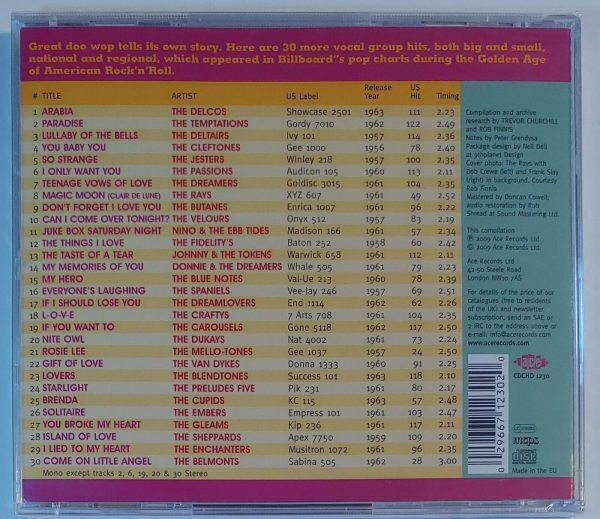 Great doo wop tells its own story. Here are 30 more vocal group hits, both big and small,
national and regional, which appeared in Billboard"s pop charts during the Golden Age
of American Rock'n'Roll.
# TITLE ARTIST US Label Release Year US Hit Timing
1 ARABIA THE DELCOS Showcase 2501 1963 111 2.23
2 PARADISE THE TEMPTATIONS Gordy 7010 1962 122 2.49
3 LULLABY OF THE BELLS THE DELTAIRS Ivy 101 1957 114 2.36
4 YOU BABY YOU THE CLEFTONES Gee 1000 1956 78 2.40
5 SO STRANGE THE JESTERS Winley 218 1957 100 2.35
6 I ONLY WANT YOU THE PASSIONS Audicon 105 1960 113 2.11
7 TEENAGE VOWS OF LOVE THE DREAMERS Goldisc 3015 1961 104 2.35
8 MAGIC MOON (CLAIR DE LUNE) THE RAYS XYZ 607 1961 49 2.52
9 DON'T FORGET I LOVE YOU THE BUTANES Enrica 1007 1961 96 2.22
10 CAN I COME OVER TONIGHT? THE VELOURS Onyx 512 1957 83 2.19
11 JUKE BOX SATURDAY NIGHT NINO & THE EBB TIDES Madison 166 1961 57 2.34
12 THE THINGS I LOVE THE FIDELITY'S Baton 252 1958 60 2.42
13 THE TASTE OF A TEAR JOHNNY & THE TOKENS Warwick 658 1961 112 2.11
14 MY MEMORIES OF YOU DONNIE & THE DREAMERS Whale 505 1961 79 2.23
15 MY HERO THE BLUE NOTES Val-Ue 213 1960 78 2.39
16 EVERYONE'S LAUGHING THE SPANIELS Vee-Jay 246 1957 69 2.51
17 IF I SHOULD LOSE YOU THE DREAMLOVERS End 1114 1962 62 2.26
18 L-O-V-E THE CRAFTYS 7 Arts 708 1961 104 2.35
19 IF YOU WANT TO THE CAROUSELS Gone 5118 1962 117 2.50
20 NITE OWL THE DUKAYS Nat 4002 1961 73 2.24
21 ROSIE LEE THE MELLO-TONES Gee 1037 1957 24 2.50
22 GIFT OF LOVE THE VAN DYKES Donna 1333 1960 91 2.25
23 LOVERS THE BLENDTONES Success 101 1963 118 2.10
24 STARLIGHT THE PRELUDES FIVE Pik 231 1961 80 2.17
25 BRENDA THE CUPIDS KC 115 1963 57 2.48
26 SOLITAIRE THE EMBERS Empress 101 1961 103 2.47
27 YOU BROKE MY HEART THE GLEAMS Kip 236 1961 117 2.11
28 ISLAND OF LOVE THE SHEPPARDS Apex 7750 1959 109 2.20
29 I LIED TO MY HEART THE ENCHANTERS Musitron 1072 1961 96 2.35
30 COME ON LITTLE ANGEL THE BELMONTS Sabina 505 1962 28 3.00
Mono except tracks 2, 6, 19, 20 & 30 Stereo
Compilation and archive
research by TREVOR CHURCHILL
and ROB FINNIS
Notes by Peter Grendysa
Package design by Neil Dell
at 9thplanet Design
Cover photo: The Rays with
Bob Crewe (left) and Frank Slay
(right) in background. Courtesy
Rob Finnis
Mastered by Duncan Cowell;
audio restoration by Rob
Shread at Sound Mastering Ltd.
This compilation
℗ 2009 Ace Records Ltd.
© 2009 Ace Records Ltd.
Ace Records Ltd
42-50 Steele Road
London NW10 7AS
For details of the price of our
catalogues (free to residents
of the UK) and newsletter
subscription, send an SAE or
2 IRC to the address above or
e-mail: info@acerecords.com
www.acerecords.com
ACE
CDCHD 1230
0 29667 12302 0
mcps
COMPACT disc
Made in the EU